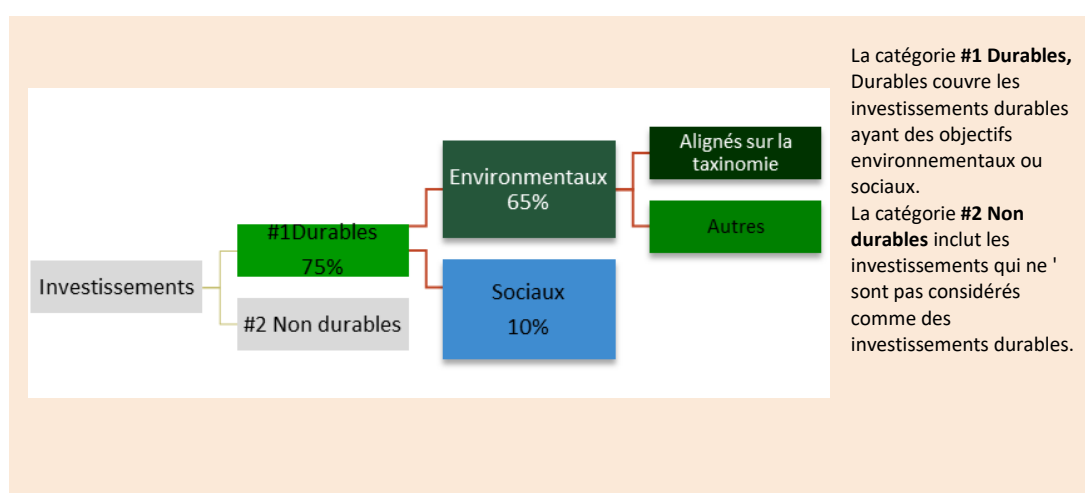 Investissements
#1Durables
75%
#2 Non durables
Environmentaux
65%
Sociaux
10%
Alignés sur la
taxinomie
Autres
La catégorie #1 Durables,
Durables couvre les
investissements durables
ayant des objectifs
environnementaux ou
sociaux.
La catégorie #2 Non
durables inclut les
investissements qui ne '
sont pas considérés
comme des
investissements durables.